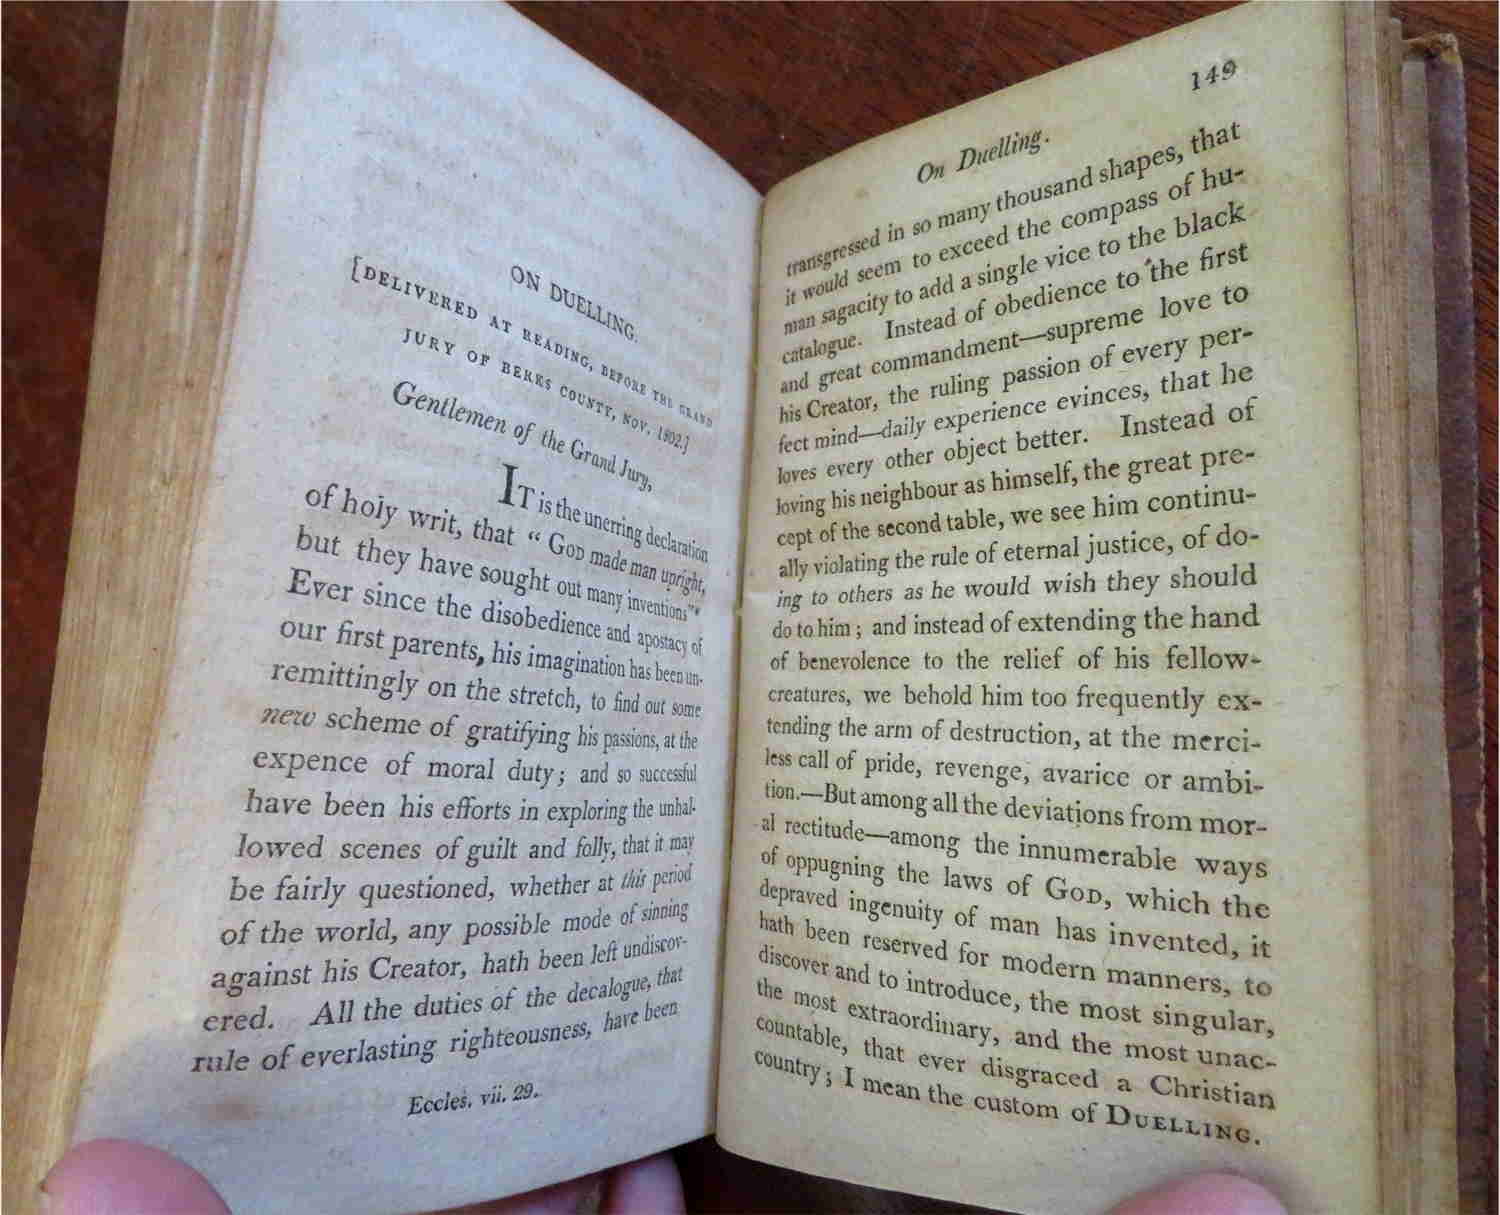 ON DUELLING.
[DELIVERED AT READING, BEFORE THE GRAND
JURY OF BERKS COUNTY, NOV. 1802.]
Gentlemen of the Grand Jury,
IT is the unerring declaration
of holy writ, that “ GOD made man upright,
but they have sought out many inventions”*
Ever since the disobedience and apostacy of
our first parents, his imagination has been un-
remittingly on the stretch, to find out some
new scheme of gratifying his passions, at the
expence of moral duty; and so successful
have been his efforts in exploring the unhal-
lowed scenes of guilt and folly, that it may
be fairly questioned, whether at this period
of the world, any possible mode of sinning
against his Creator, hath been left undiscov-
ered. All the duties of the decalogue, that
rule of everlasting righteousness, have been
Eccles. vii. 29.
149
On Duelling.
transgressed in so many thousand shapes, that
it would seem to exceed the compass of hu-
man sagacity to add a single vice to the black
catalogue. Instead of obedience to the first
and great commandment—supreme love to
his Creator, the ruling passion of every per-
fect mind—daily experience evinces, that he
loves every other object better. Instead of
loving his neighbour as himself, the great pre-
cept of the second table, we see him continu-
ally violating the rule of eternal justice, of do-
ing to others as he would wish they should
do to him; and instead of extending the hand
of benevolence to the relief of his fellow-
creatures, we behold him too frequently ex-
tending the arm of destruction, at the merci-
less call of pride, revenge, avarice or ambi-
tion.—But among all the deviations from mor-
al rectitude—among the innumerable ways
of oppugning the laws of GOD, which the
depraved ingenuity of man has invented, it
hath been reserved for modern manners, to
discover and to introduce, the most singular,
the most extraordinary, and the most unac-
countable, that ever disgraced a Christian
country; I mean the custom of DUELLING.